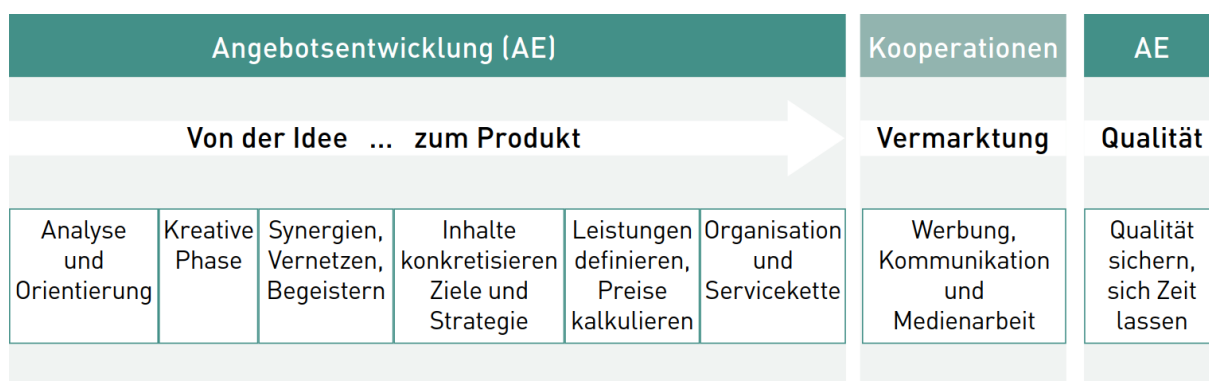 Angebotsentwicklung (AE)
Kooperationen
AE
Von der Idee ... zum Produkt
Vermarktung
Qualität
Analyse
und
Orientierung
Kreative
Phase
Synergien,
Vernetzen,
Begeistern
Inhalte
konkretisieren
Ziele und
Strategie
Leistungen
definieren,
Preise
kalkulieren
Organisation
und
Servicekette
Werbung,
Kommunikation
und
Medienarbeit
Qualität
sichern,
sich Zeit
lassen